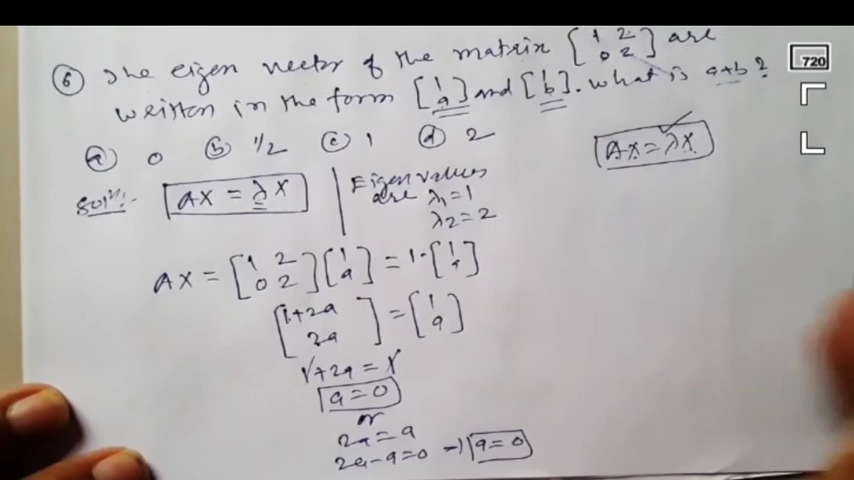 ⑥ The eigen vector of the matrix [1 2 0 2] are
written in the form [1 a] and [1 b]. what is a+b?
ⓐ 0 ⓑ 1/2 ⓒ 1 ⓓ 2
AX = λX
Soln:- AX = λX
Eigen values
are λ1=1
λ2=2
AX = [1 2 0 2] [1 a] = 1·[1 a]
[1+2a 2a] = [1 a]
1+2a = 1
a = 0
or
2a = a
2a-a=0 → a=0
720